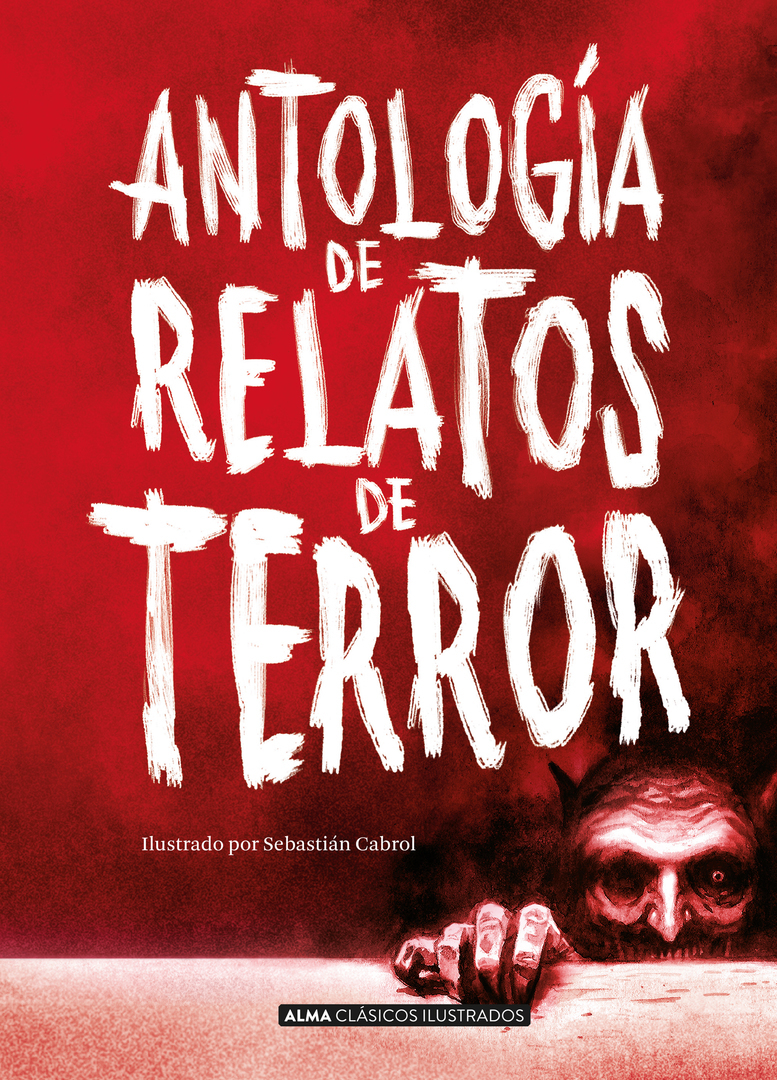 ANTOLOGÍA
DE
RELATOS
DE
TERROR
Ilustrado por Sebastián Cabrol
ALMA CLÁSICOS ILUSTRADOS